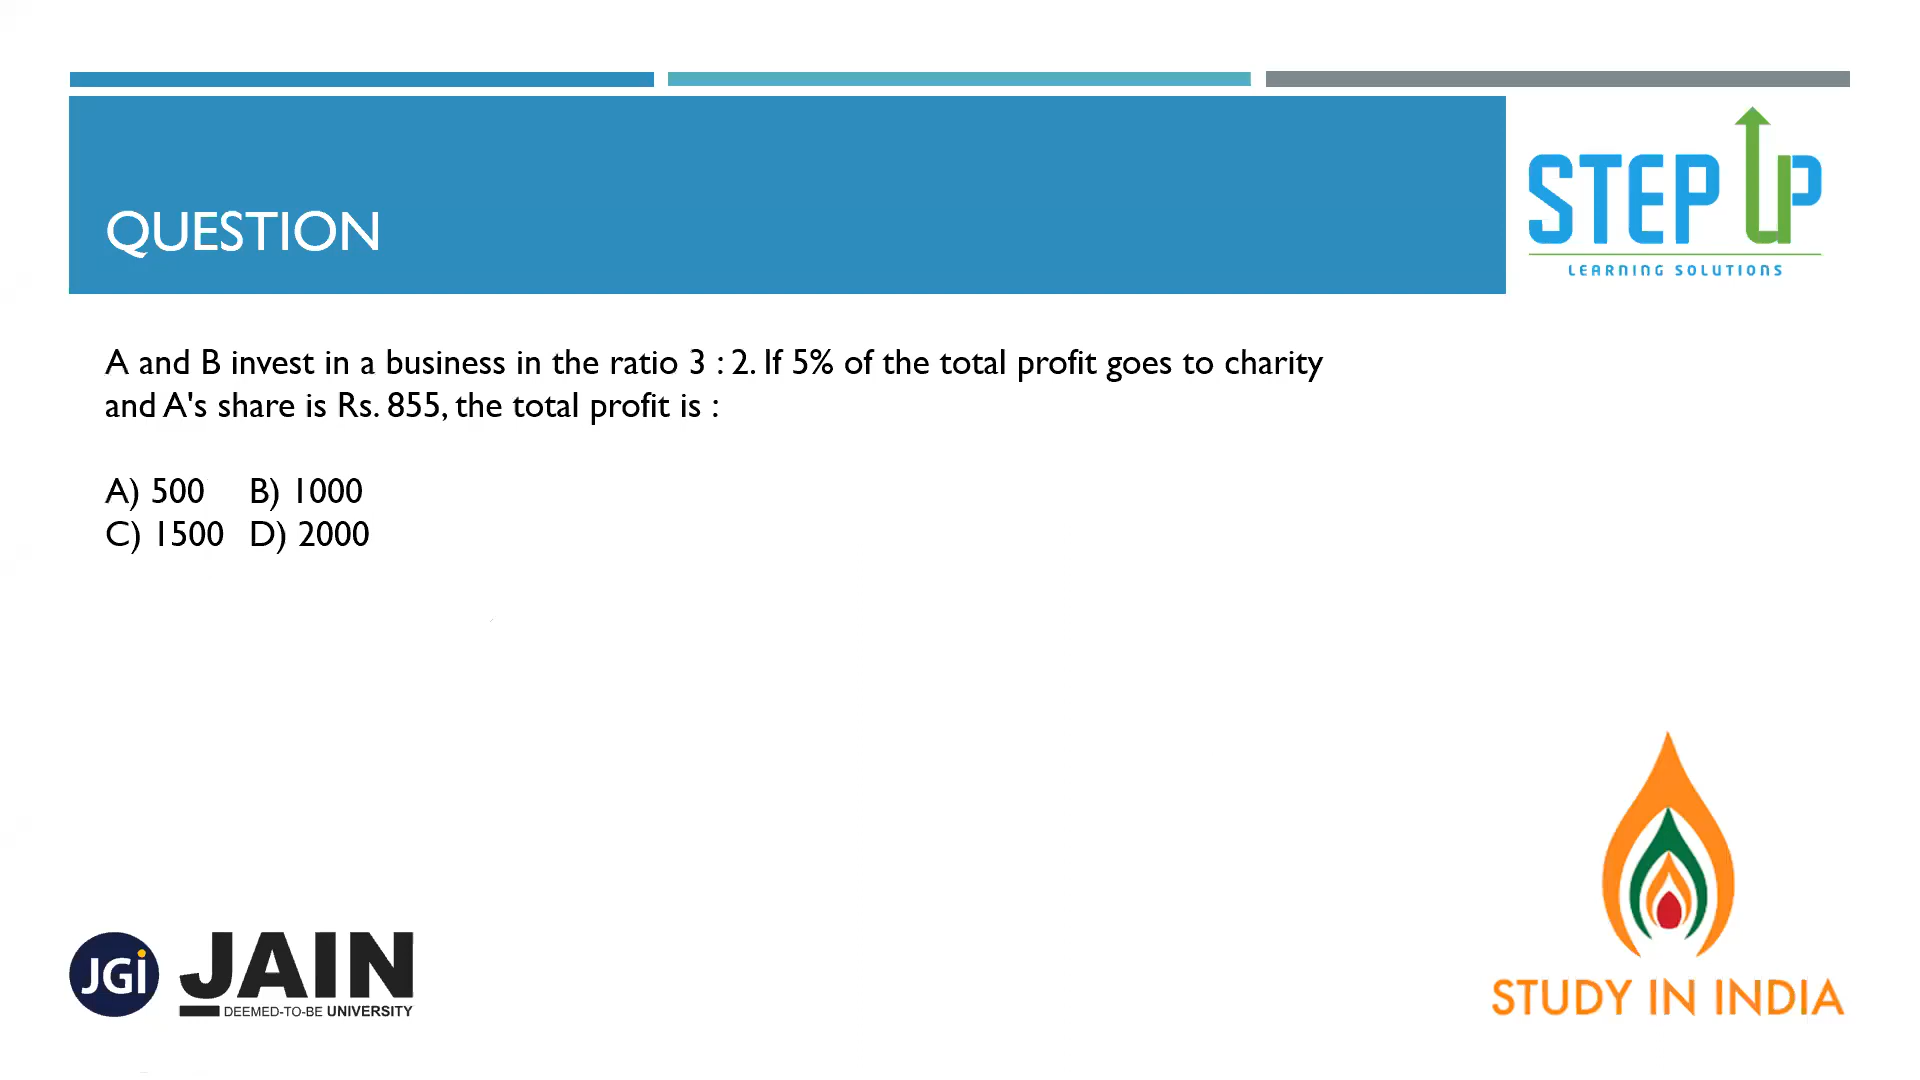 STEP UP
LEARNING SOLUTIONS
QUESTION
A and B invest in a business in the ratio 3 : 2. If 5% of the total profit goes to charity
and A's share is Rs. 855, the total profit is :
A) 500 B) 1000
C) 1500 D) 2000
JGi JAIN
DEEMED-TO-BE UNIVERSITY
STUDY IN INDIA